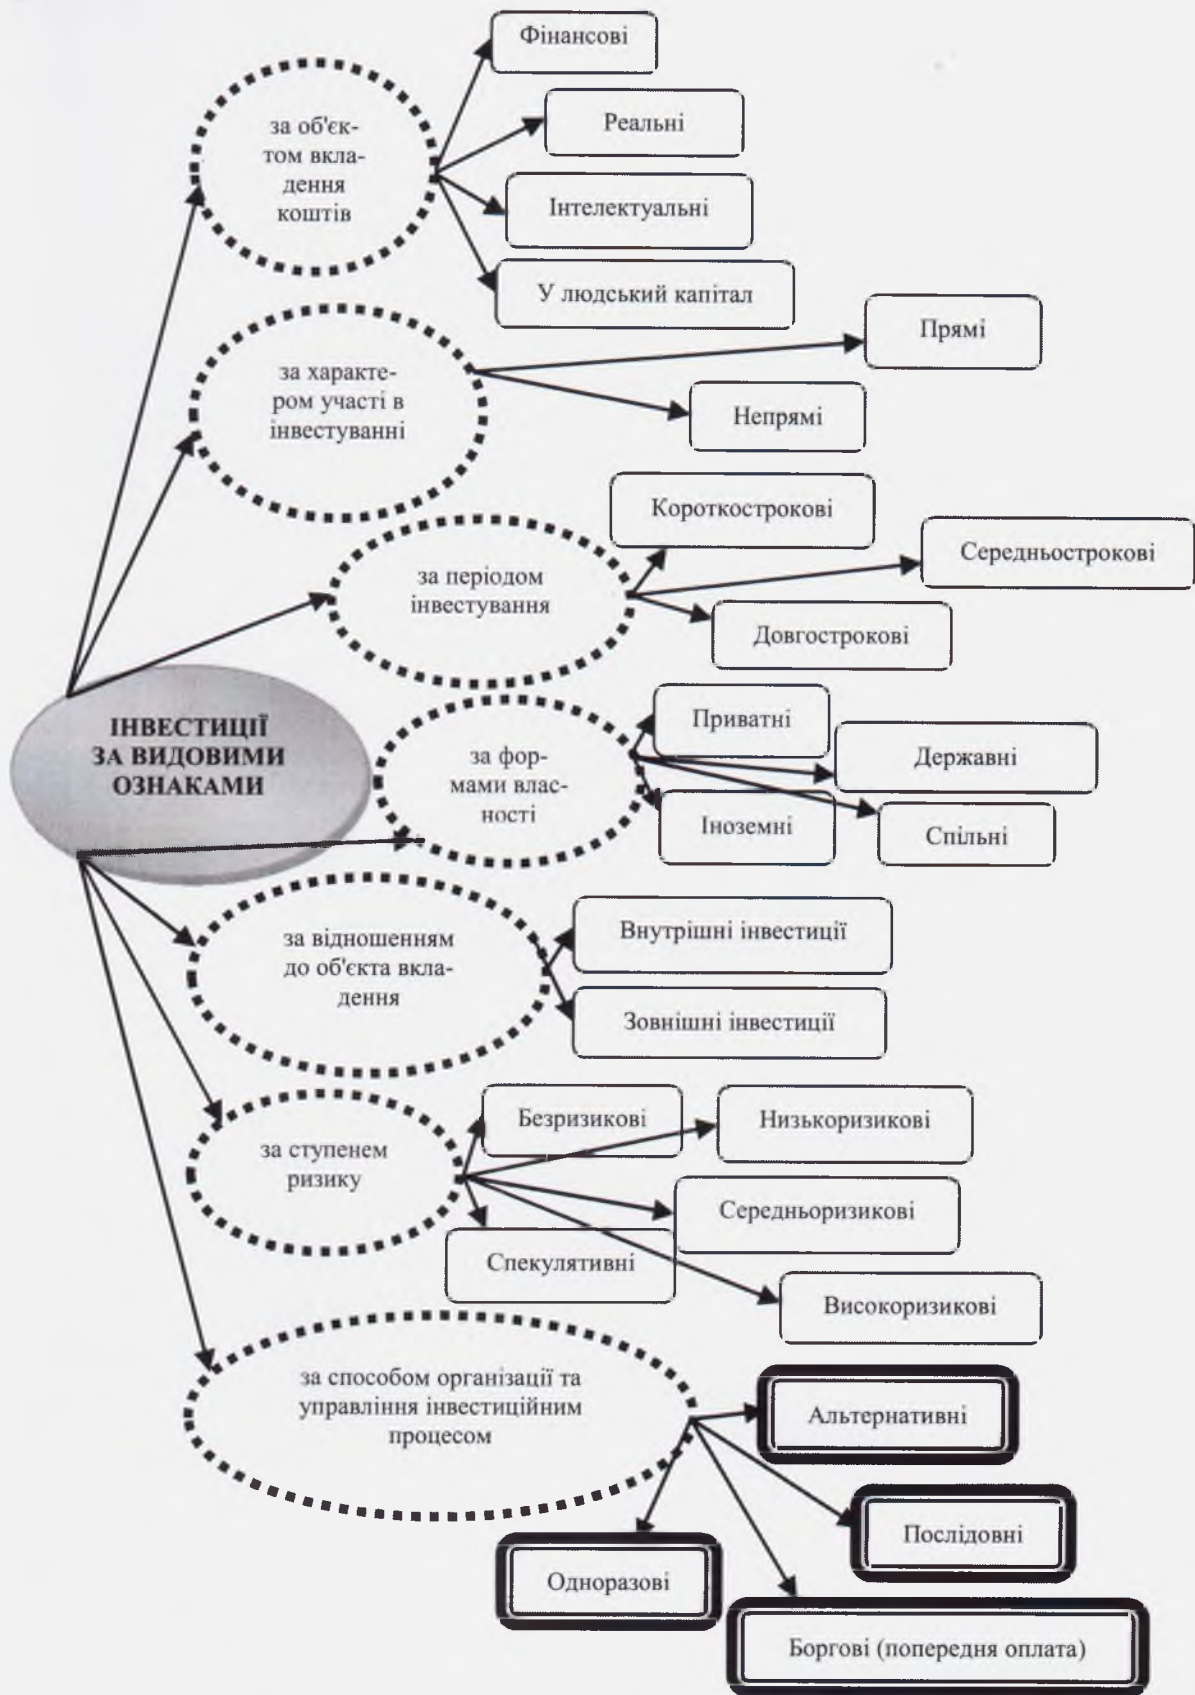 Фінансові
за об'єк-
том вкла-
дення
коштів
Реальні
Інтелектуальні
У людський капітал
за характе-
ром участі в
інвестуванні
Прямі
Непрямі
за періодом
інвестування
Короткострокові
Середньострокові
Довгострокові
ІНВЕСТИЦІЇ
ЗА ВИДОВИМИ
ОЗНАКАМИ
за фор-
мами влас-
ності
Приватні
Державні
Іноземні
Спільні
за відношенням
до об'єкта вкла-
дення
Внутрішні інвестиції
Зовнішні інвестиції
за ступенем
ризику
Безризикові
Низькоризикові
Середньоризикові
Спекулятивні
Високоризикові
за способом організації та
управління інвестиційним
процесом
Альтернативні
Послідовні
Одноразові
Боргові (попередня оплата)